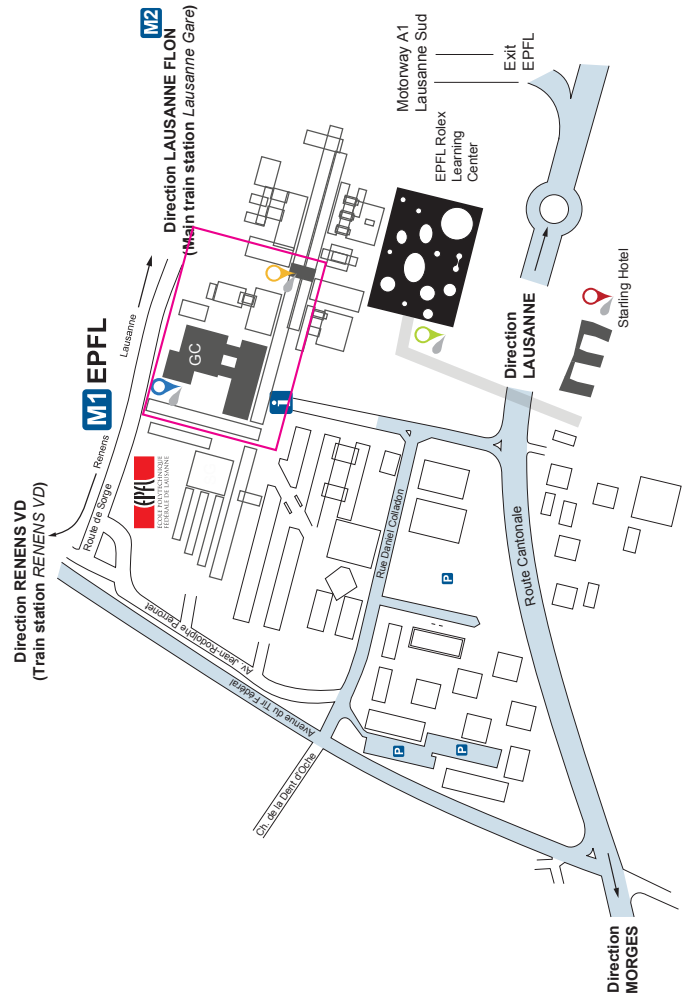 M2
Direction LAUSANNE FLON
(Main train station Lausanne Gare)
Motorway A1
Lausanne Sud
Exit
EPFL
EPFL Rolex
Learning
Center
Lausanne
M1 EPFL
Renens
Direction RENENS VD
(Train station RENENS VD)
Route de Sorge
EPFL
ECOLE POLYTECHNIQUE
FÉDÉRALE DE LAUSANNE
GC
i
Direction
LAUSANNE
Starling Hotel
Av. Jean-Rodolphe Perronet
Avenue du Tir Fédéral
Rue Daniel Colladon
Route Cantonale
Ch. de la Dent d'Oche
P
P
P
Direction
MORGES